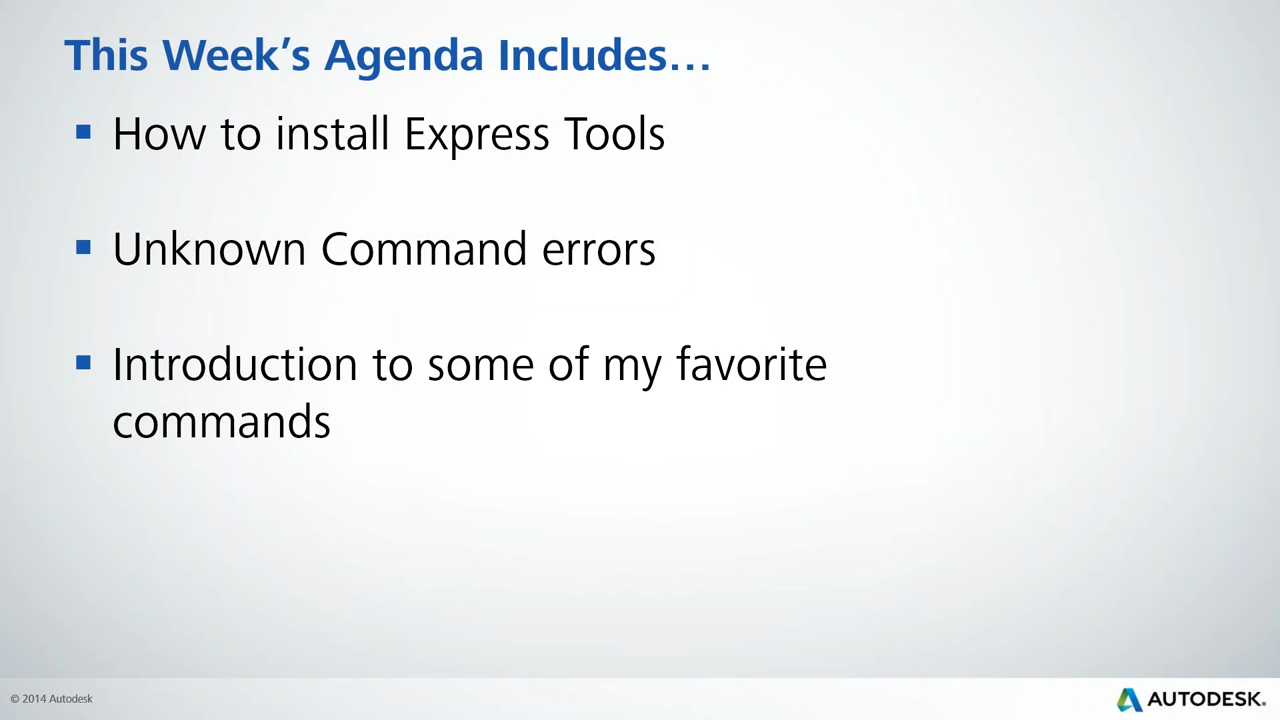 This Week’s Agenda Includes…
▪ How to install Express Tools
▪ Unknown Command errors
▪ Introduction to some of my favorite
commands
© 2014 Autodesk
AUTODESK.